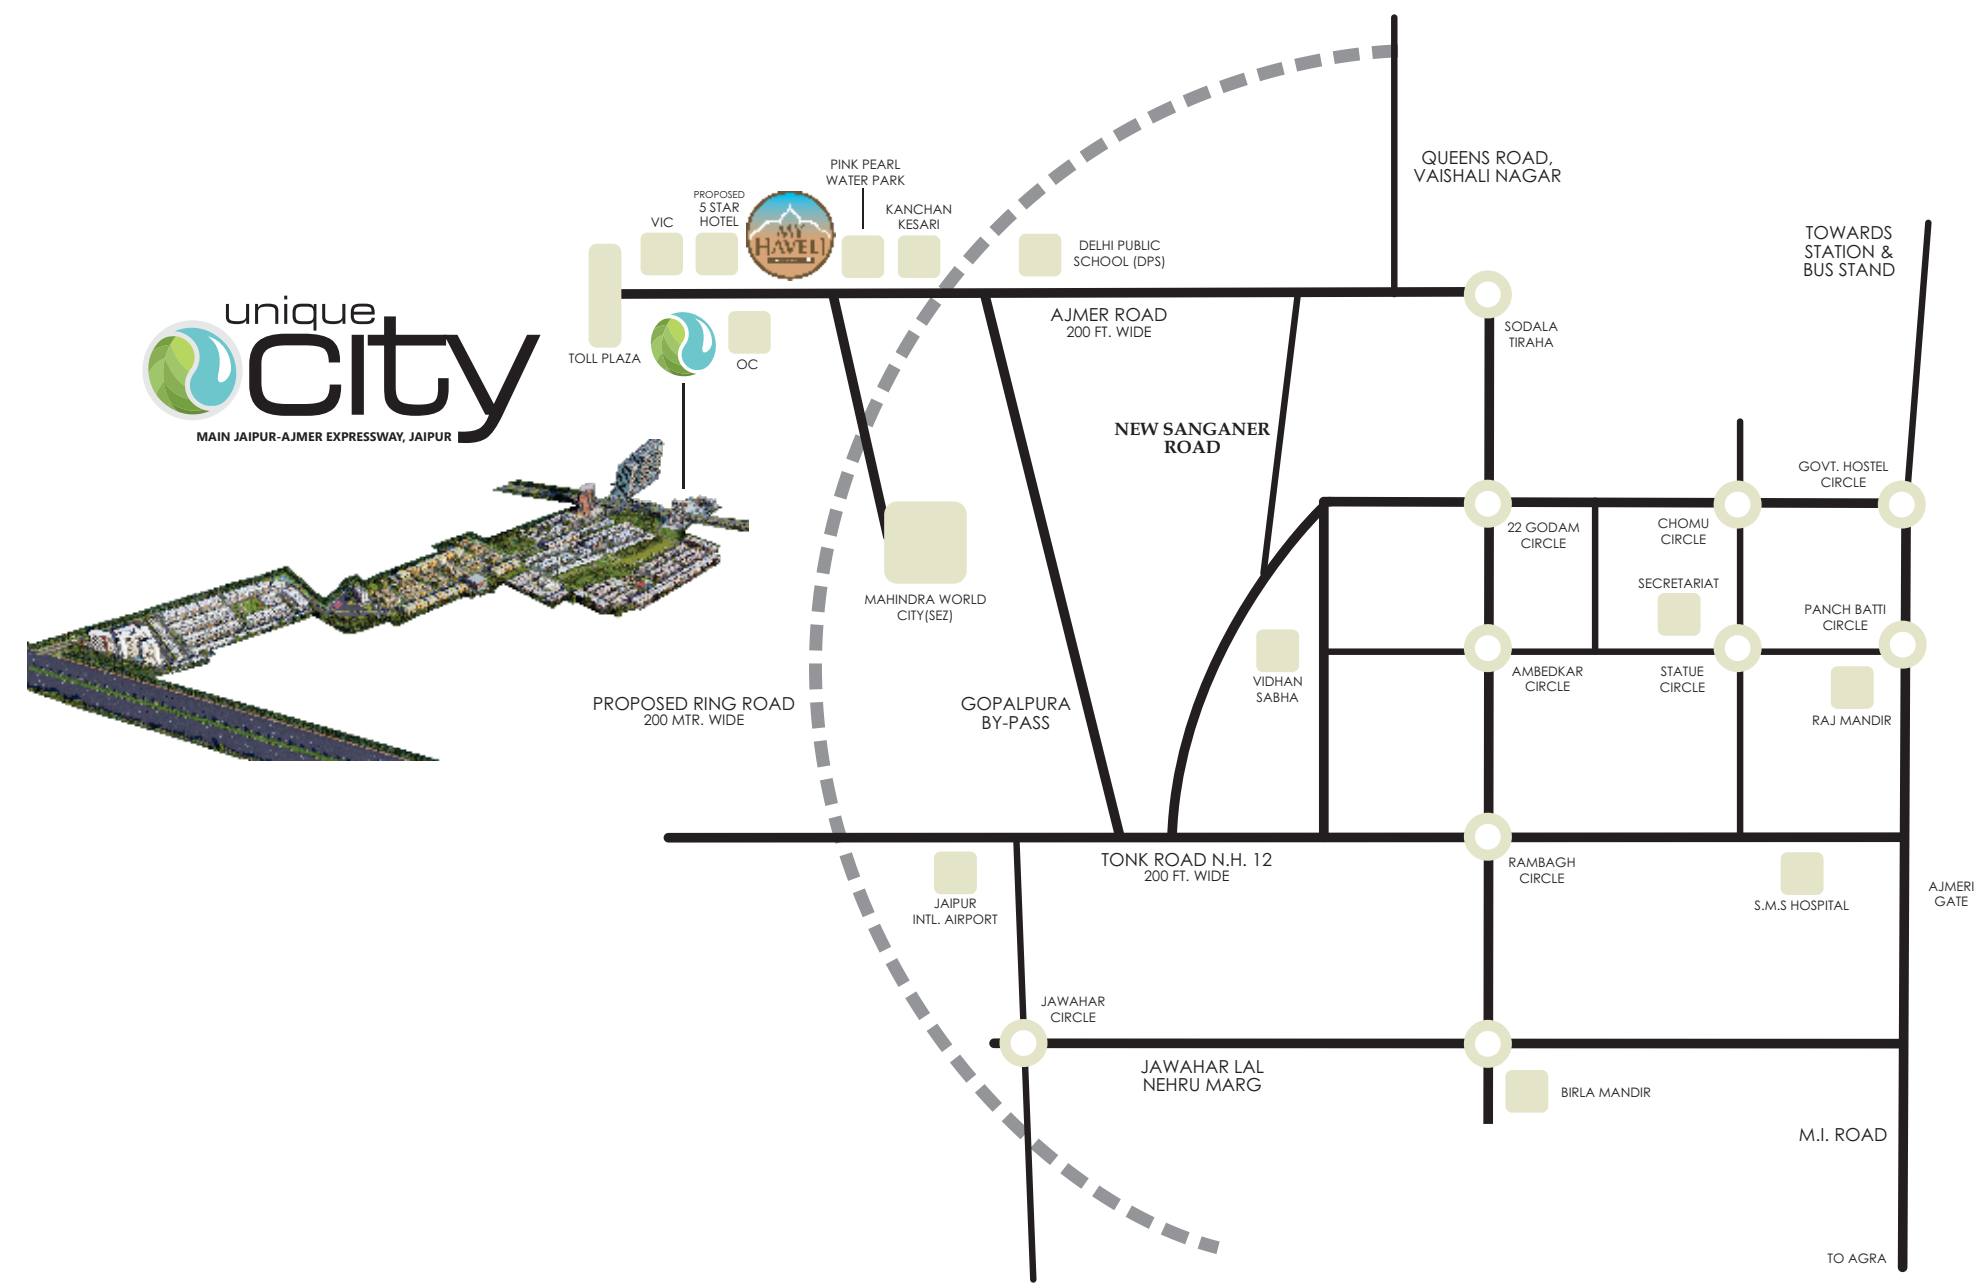 unique
city
MAIN JAIPUR-AJMER EXPRESSWAY, JAIPUR
TOLL PLAZA
VIC
PROPOSED
5 STAR
HOTEL
MY
HAVELI
PINK PEARL
WATER PARK
KANCHAN
KESARI
DELHI PUBLIC
SCHOOL (DPS)
OC
AJMER ROAD
200 FT. WIDE
QUEENS ROAD,
VAISHALI NAGAR
TOWARDS
STATION &
BUS STAND
SODALA
TIRAHA
NEW SANGANER
ROAD
GOVT. HOSTEL
CIRCLE
22 GODAM
CIRCLE
CHOMU
CIRCLE
SECRETARIAT
PANCH BATTI
CIRCLE
MAHINDRA WORLD
CITY(SEZ)
VIDHAN
SABHA
AMBEDKAR
CIRCLE
STATUE
CIRCLE
RAJ MANDIR
PROPOSED RING ROAD
200 MTR. WIDE
GOPALPURA
BY-PASS
TONK ROAD N.H. 12
200 FT. WIDE
RAMBAGH
CIRCLE
JAIPUR
INTL. AIRPORT
S.M.S HOSPITAL
AJMERI
GATE
JAWAHAR
CIRCLE
JAWAHAR LAL
NEHRU MARG
BIRLA MANDIR
M.I. ROAD
TO AGRA